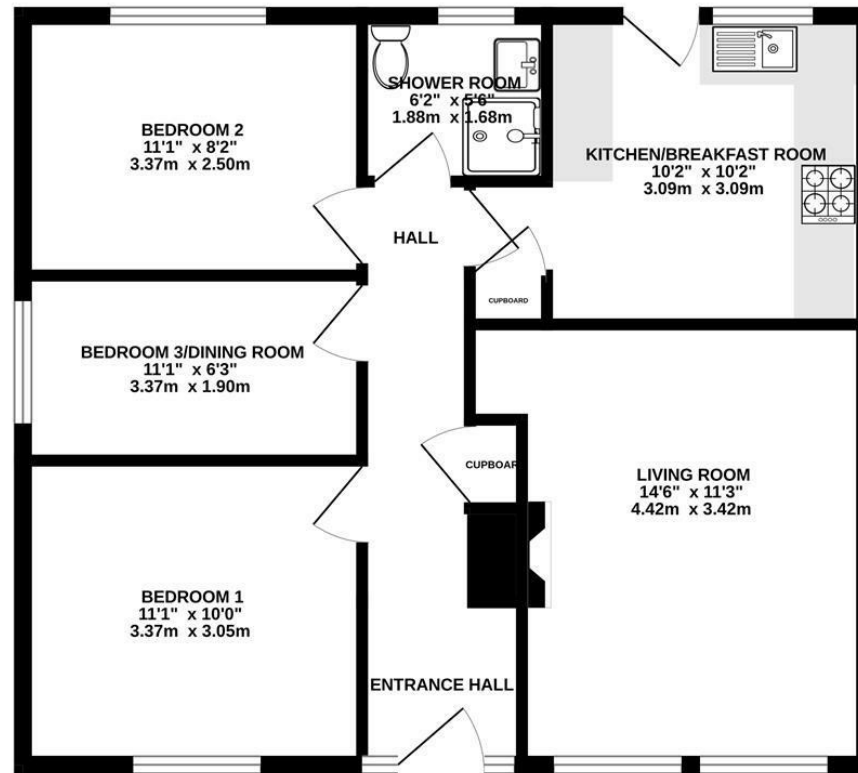 BEDROOM 2
11'1" x 8'2"
3.37m x 2.50m
SHOWER ROOM
6'2" x 5'6"
1.88m x 1.68m
KITCHEN/BREAKFAST ROOM
10'2" x 10'2"
3.09m x 3.09m
HALL
CUPBOARD
BEDROOM 3/DINING ROOM
11'1" x 6'3"
3.37m x 1.90m
CUPBOAR
LIVING ROOM
14'6" x 11'3"
4.42m x 3.42m
BEDROOM 1
11'1" x 10'0"
3.37m x 3.05m
ENTRANCE HALL